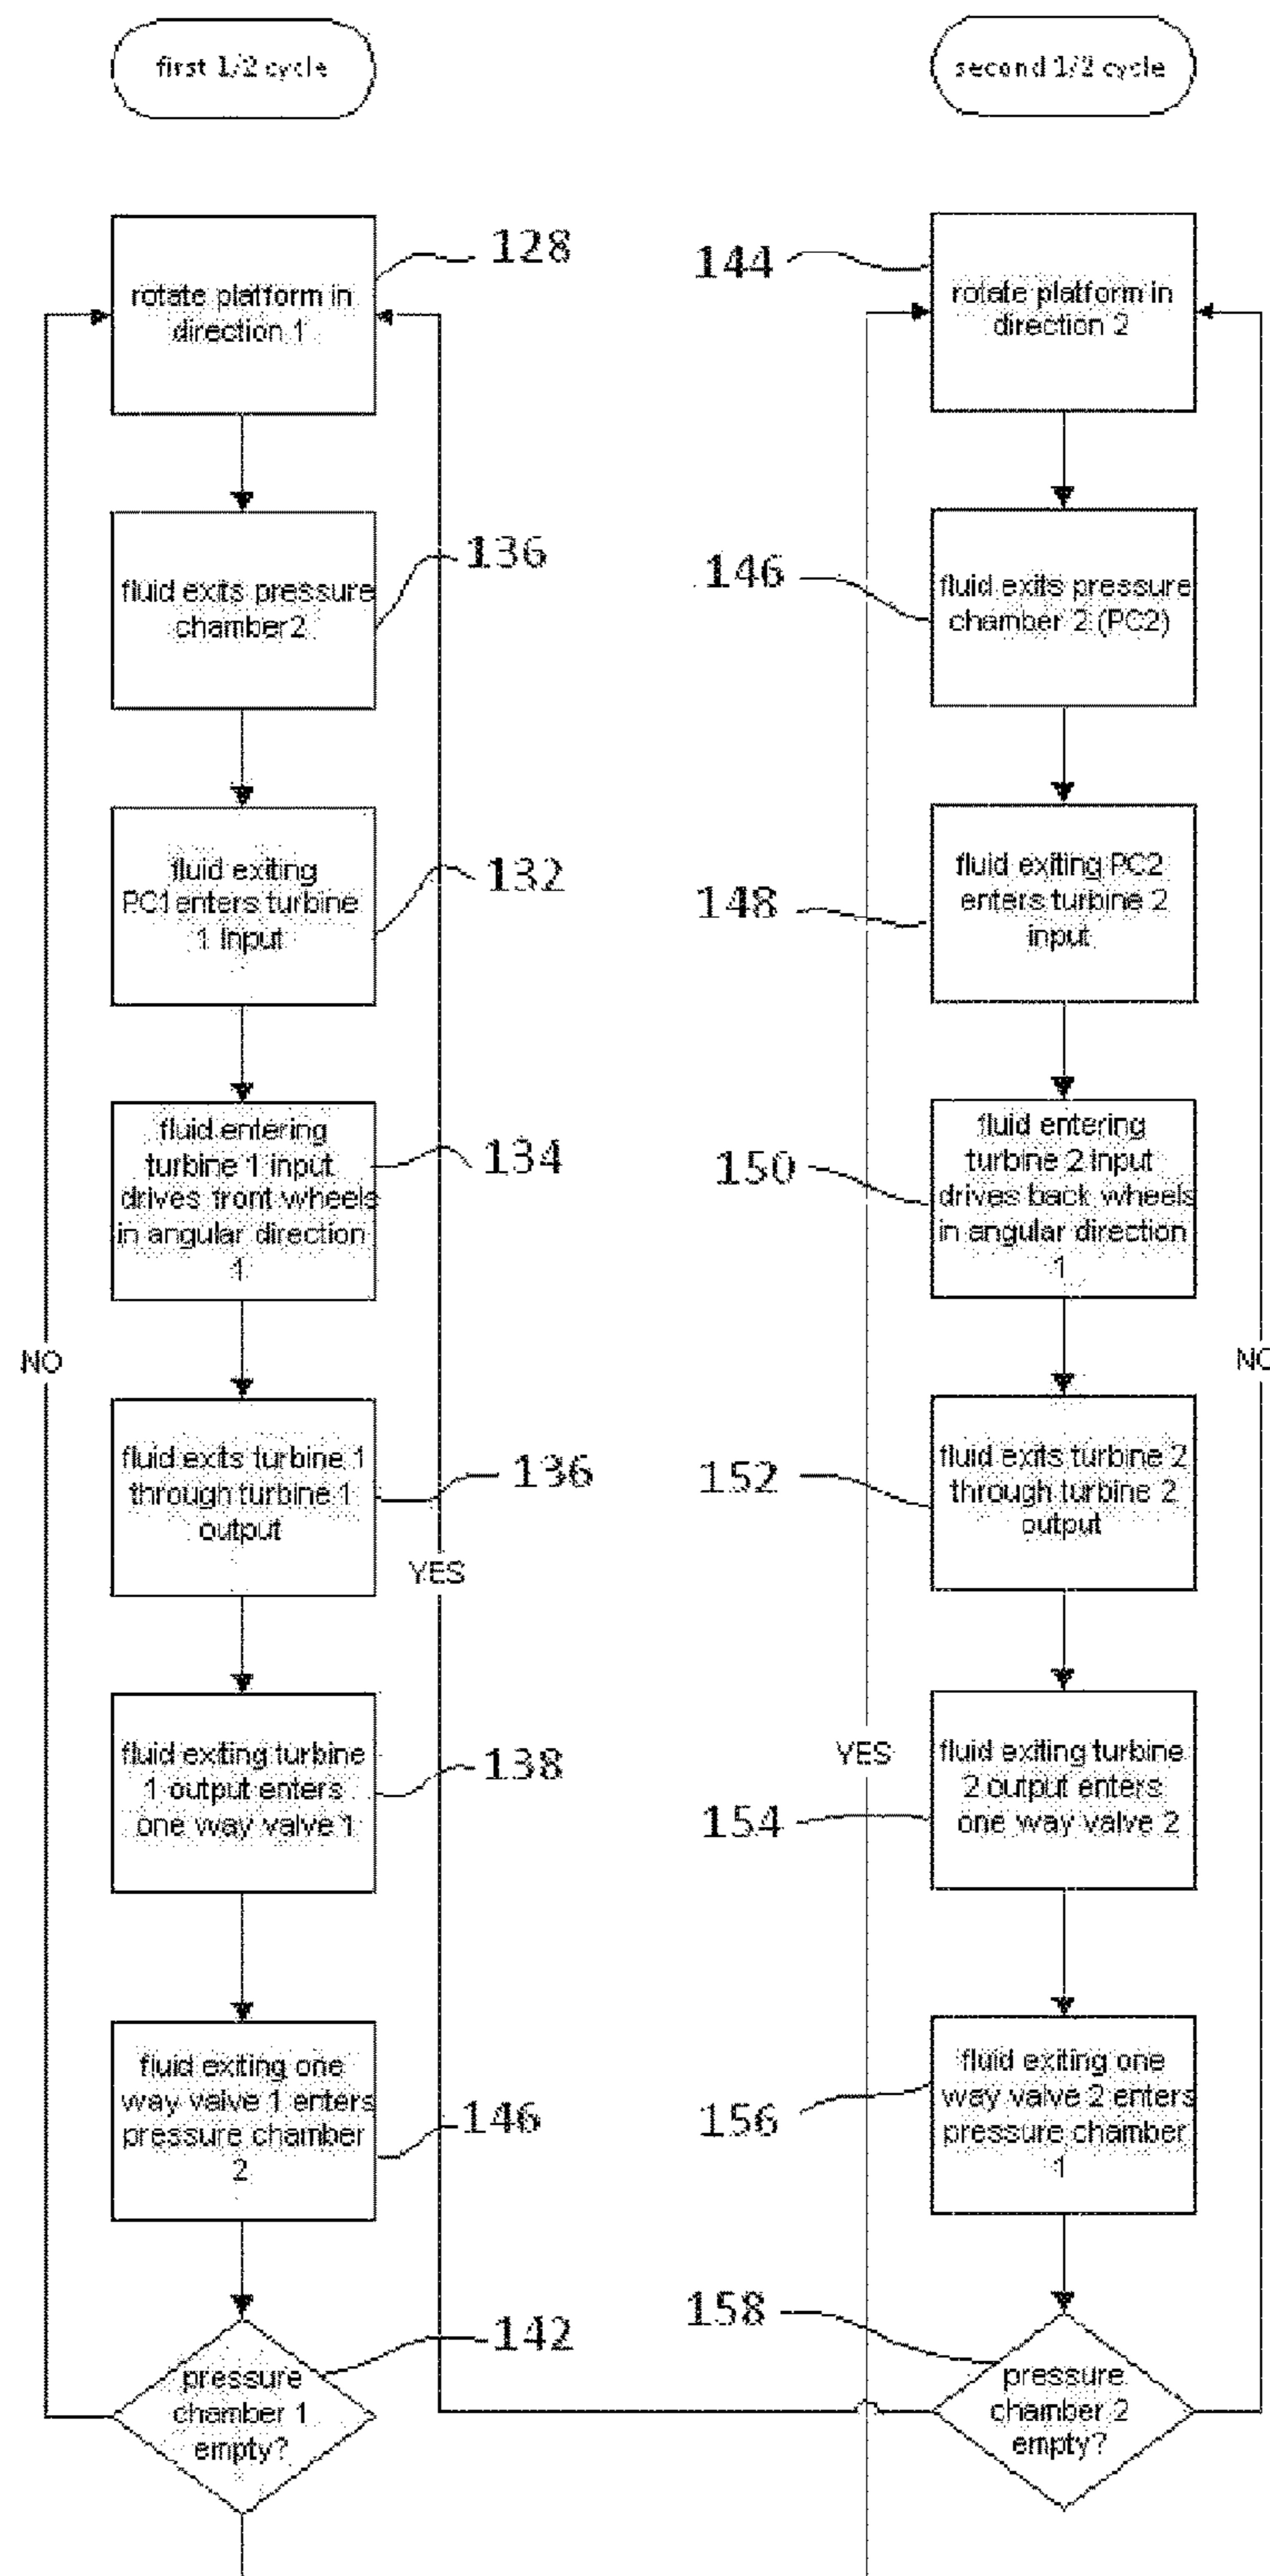 first 1/2 cycle
rotate platform in
direction 1
128
fluid exits pressure
chamber2
136
fluid exiting
PC1enters turbine
1 Input
132
fluid entering
turbine 1 input
drives front wheels
in angular direction
1
134
NO
fluid exits turbine 1
through turbine 1
output
136
YES
fluid exiting turbine
1 output enters
one way valve 1
138
fluid exiting one
way valve 1 enters
pressure chamber
2
146
pressure
chamber 1
empty?
142
second 1/2 cycle
144
rotate platform in
direction 2
146
fluid exits pressure
chamber 2 (PC2)
148
fluid exiting PC2
enters turbine 2
input
150
fluid entering
turbine 2 input
drives back wheels
in angular direction
1
NO
152
fluid exits turbine 2
through turbine 2
output
YES
154
fluid exiting turbine
2 output enters
one way valve 2
156
fluid exiting one
way valve 2 enters
pressure chamber
1
158
pressure
chamber 2
empty?